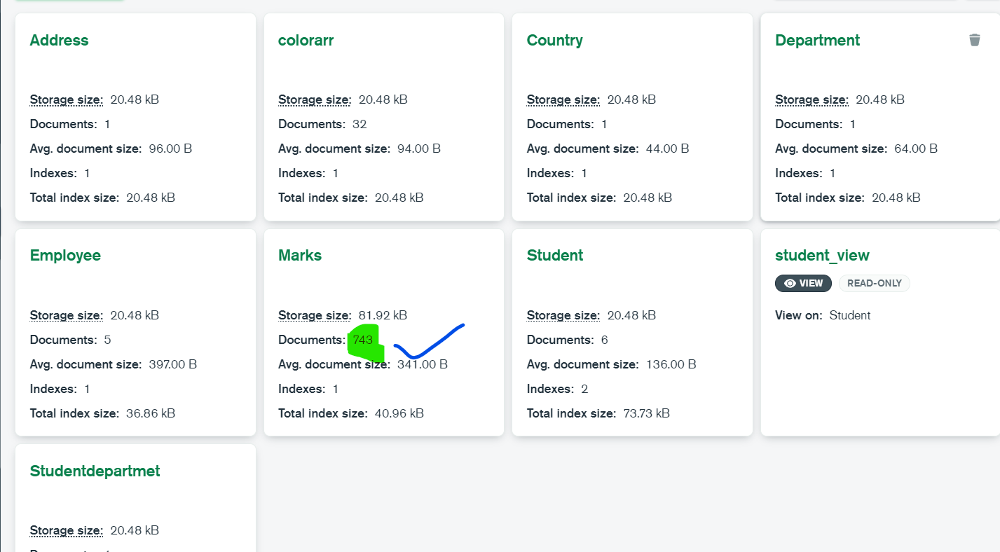 Address
Storage size: 20.48 kB
Documents: 1
Avg. document size: 96.00 B
Indexes: 1
Total index size: 20.48 kB
colorarr
Storage size: 20.48 kB
Documents: 32
Avg. document size: 94.00 B
Indexes: 1
Total index size: 20.48 kB
Country
Storage size: 20.48 kB
Documents: 1
Avg. document size: 44.00 B
Indexes: 1
Total index size: 20.48 kB
Department
Storage size: 20.48 kB
Documents: 1
Avg. document size: 64.00 B
Indexes: 1
Total index size: 20.48 kB
Employee
Storage size: 20.48 kB
Documents: 5
Avg. document size: 397.00 B
Indexes: 1
Total index size: 36.86 kB
Marks
Storage size: 81.92 kB
Documents: 743
Avg. document size: 341.00 B
Indexes: 1
Total index size: 40.96 kB
Student
Storage size: 20.48 kB
Documents: 6
Avg. document size: 136.00 B
Indexes: 2
Total index size: 73.73 kB
student_view
VIEW READ-ONLY
View on: Student
Studentdepartmet
Storage size: 20.48 kB